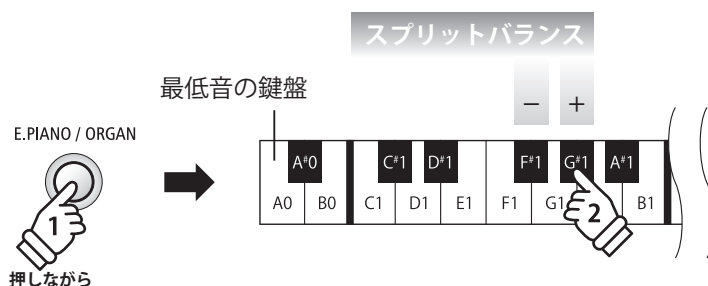 スプリットバランス
最低音の鍵盤
− +
E.PIANO / ORGAN
A#0 C#1 D#1 F#1 G#1 A#1
A0 B0 C1 D1 E1 F1 G1 B1
1
2
押しながら